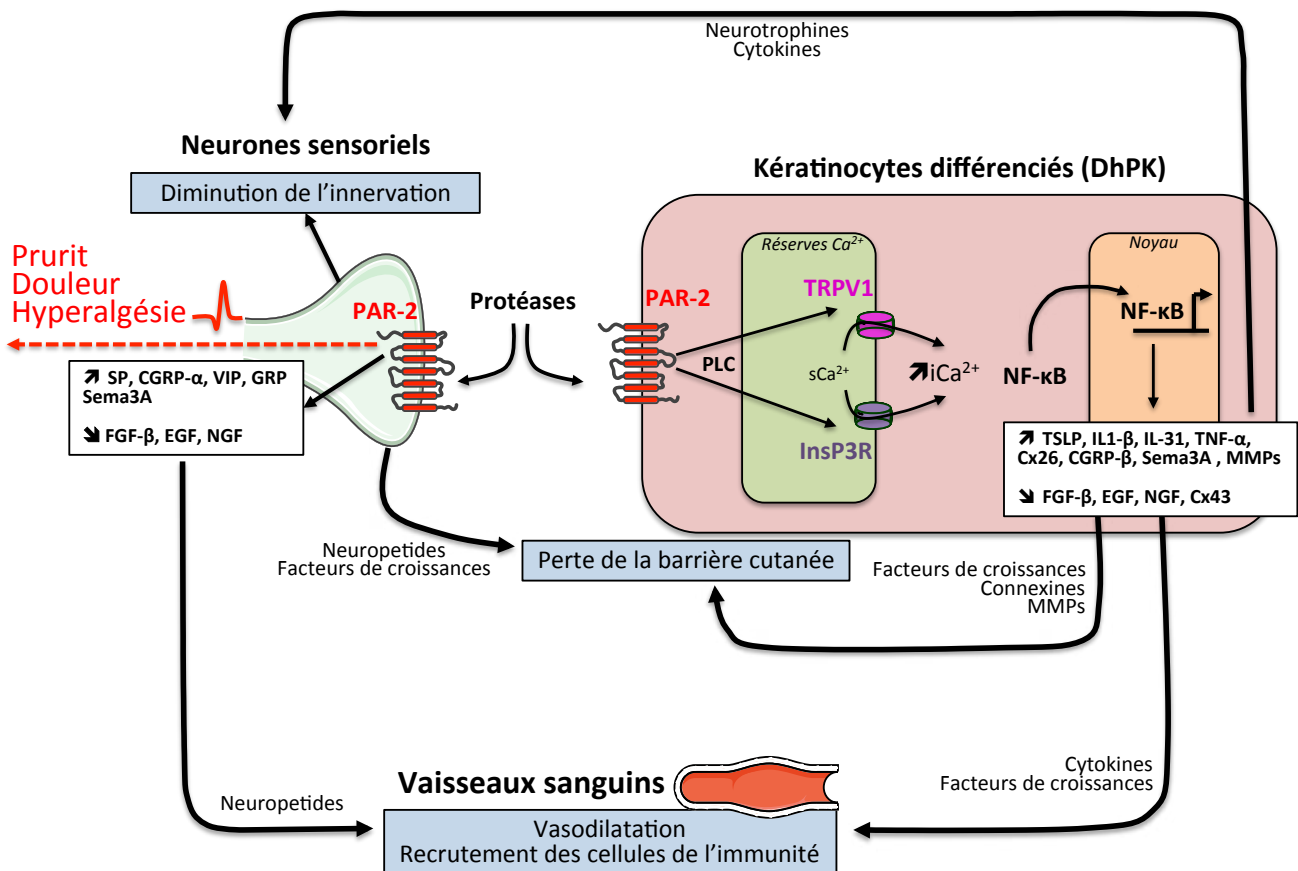 Neurotrophines
Cytokines
Neurones sensoriels
Diminution de l’innervation
Prurit
Douleur
Hyperalgésie
PAR-2
↗ SP, CGRP-α, VIP, GRP
Sema3A
↘ FGF-β, EGF, NGF
Protéases
Kératinocytes différenciés (DhPK)
Réserves Ca²⁺
Noyau
PAR-2
TRPV1
PLC
sCa²⁺
↗iCa²⁺
NF-κB
NF-κB
InsP3R
↗ TSLP, IL1-β, IL-31, TNF-α,
Cx26, CGRP-β, Sema3A , MMPs
↘ FGF-β, EGF, NGF, Cx43
Neuropetides
Facteurs de croissances
Perte de la barrière cutanée
Facteurs de croissances
Connexines
MMPs
Cytokines
Facteurs de croissances
Neuropetides
Vaisseaux sanguins
Vasodilatation
Recrutement des cellules de l’immunité